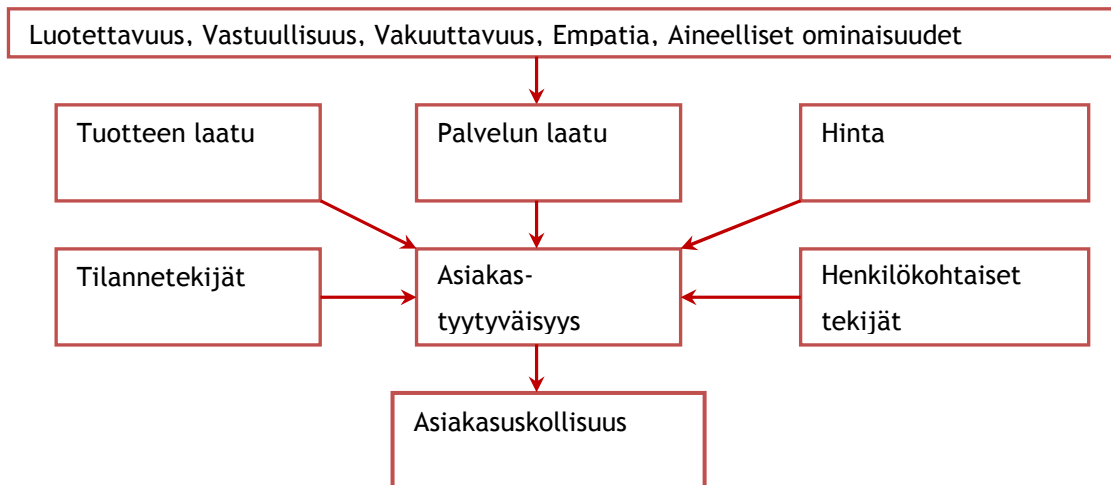 Luotettavuus, Vastuullisuus, Vakuuttavuus, Empatia, Aineelliset ominaisuudet
Tuotteen laatu
Palvelun laatu
Hinta
Tilannetekijät
Asiakas-
tyytyväisyys
Henkilökohtaiset
tekijät
Asiakasuskollisuus